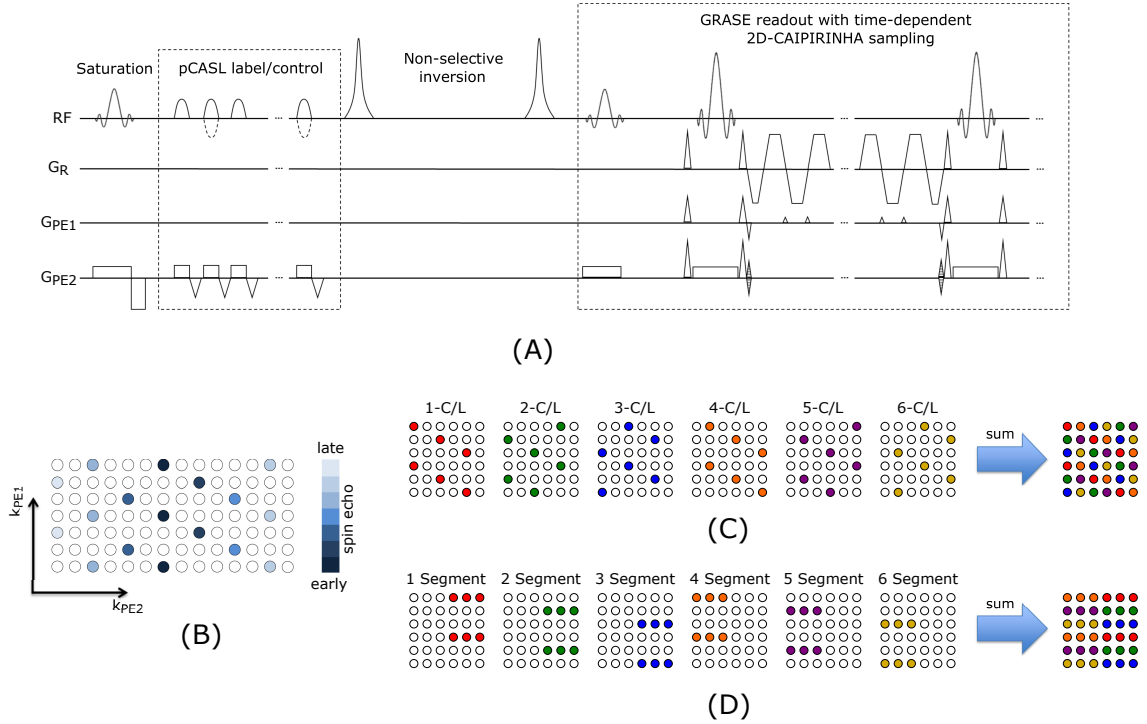 GRASE readout with time-dependent
2D-CAIPIRINHA sampling
Saturation
pCASL label/control
Non-selective
inversion
RF
... ... ...
GR
... ... ...
GPE1
... ... ...
GPE2
... ... ...
(A)
1-C/L 2-C/L 3-C/L 4-C/L 5-C/L 6-C/L
sum
(C)
late
spin echo
early
kPE1
kPE2
(B)
1 Segment 2 Segment 3 Segment 4 Segment 5 Segment 6 Segment
sum
(D)